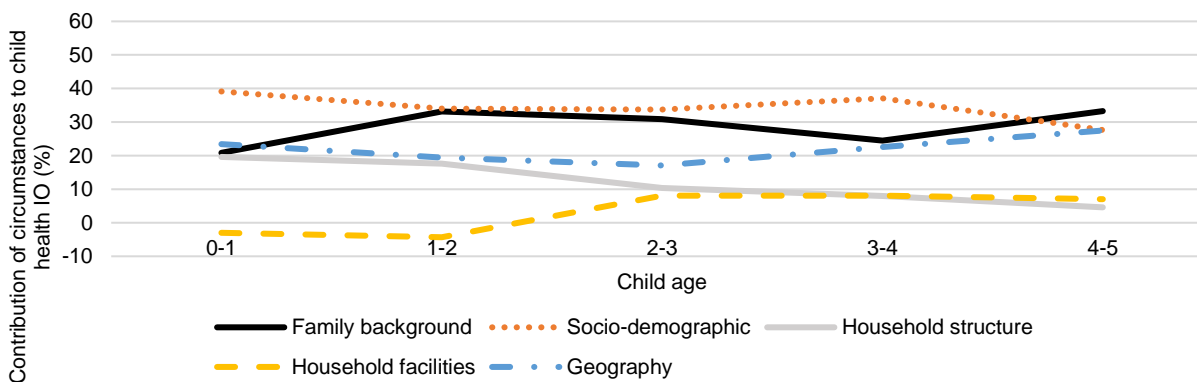 Contribution of circumstances to child
health IO (%)
60
50
40
30
20
10
0
-10
0-1
1-2
2-3
3-4
4-5
Child age
Family background
Socio-demographic
Household structure
Household facilities
Geography